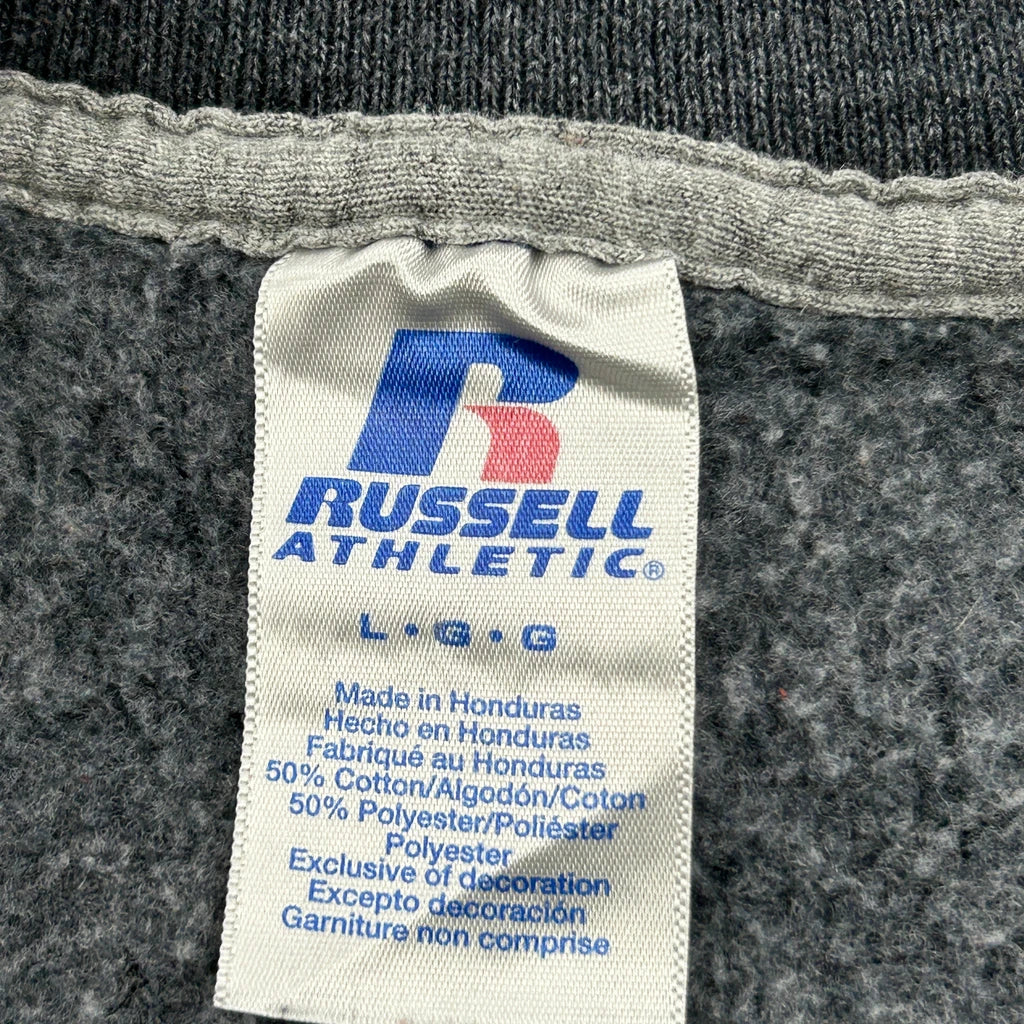 R
RUSSELL
ATHLETIC®
L • G • G
Made in Honduras
Hecho en Honduras
Fabriqué au Honduras
50% Cotton/Algodón/Coton
50% Polyester/Poliéster
Polyester
Exclusive of decoration
Excepto decoración
Garniture non comprise